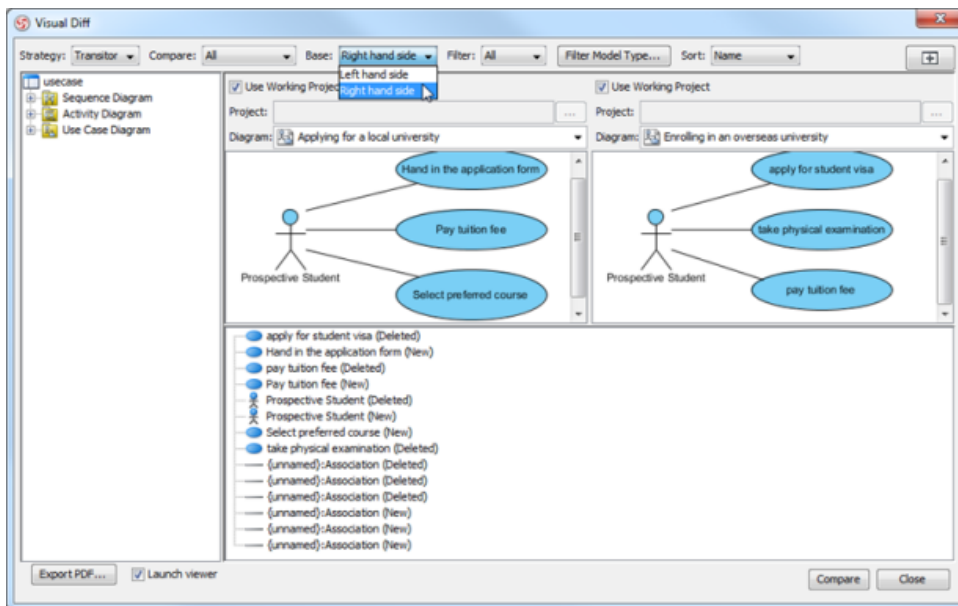 Visual Diff
Strategy: Transitor Compare: All Base: Right hand side Filter: All Filter Model Type... Sort: Name
Left hand side
Right hand side
usecase
Sequence Diagram
Activity Diagram
Use Case Diagram
Use Working Project
Project: ...
Diagram: Applying for a local university
Hand in the application form
Pay tuition fee
Prospective Student
Select preferred course
Use Working Project
Project: ...
Diagram: Enrolling in an overseas university
apply for student visa
take physical examination
Prospective Student
pay tuition fee
apply for student visa (Deleted)
Hand in the application form (New)
pay tuition fee (Deleted)
Pay tuition fee (New)
Prospective Student (Deleted)
Prospective Student (New)
Select preferred course (New)
take physical examination (Deleted)
{unnamed}:Association (Deleted)
{unnamed}:Association (Deleted)
{unnamed}:Association (Deleted)
{unnamed}:Association (New)
{unnamed}:Association (New)
{unnamed}:Association (New)
Export PDF... Launch viewer Compare Close